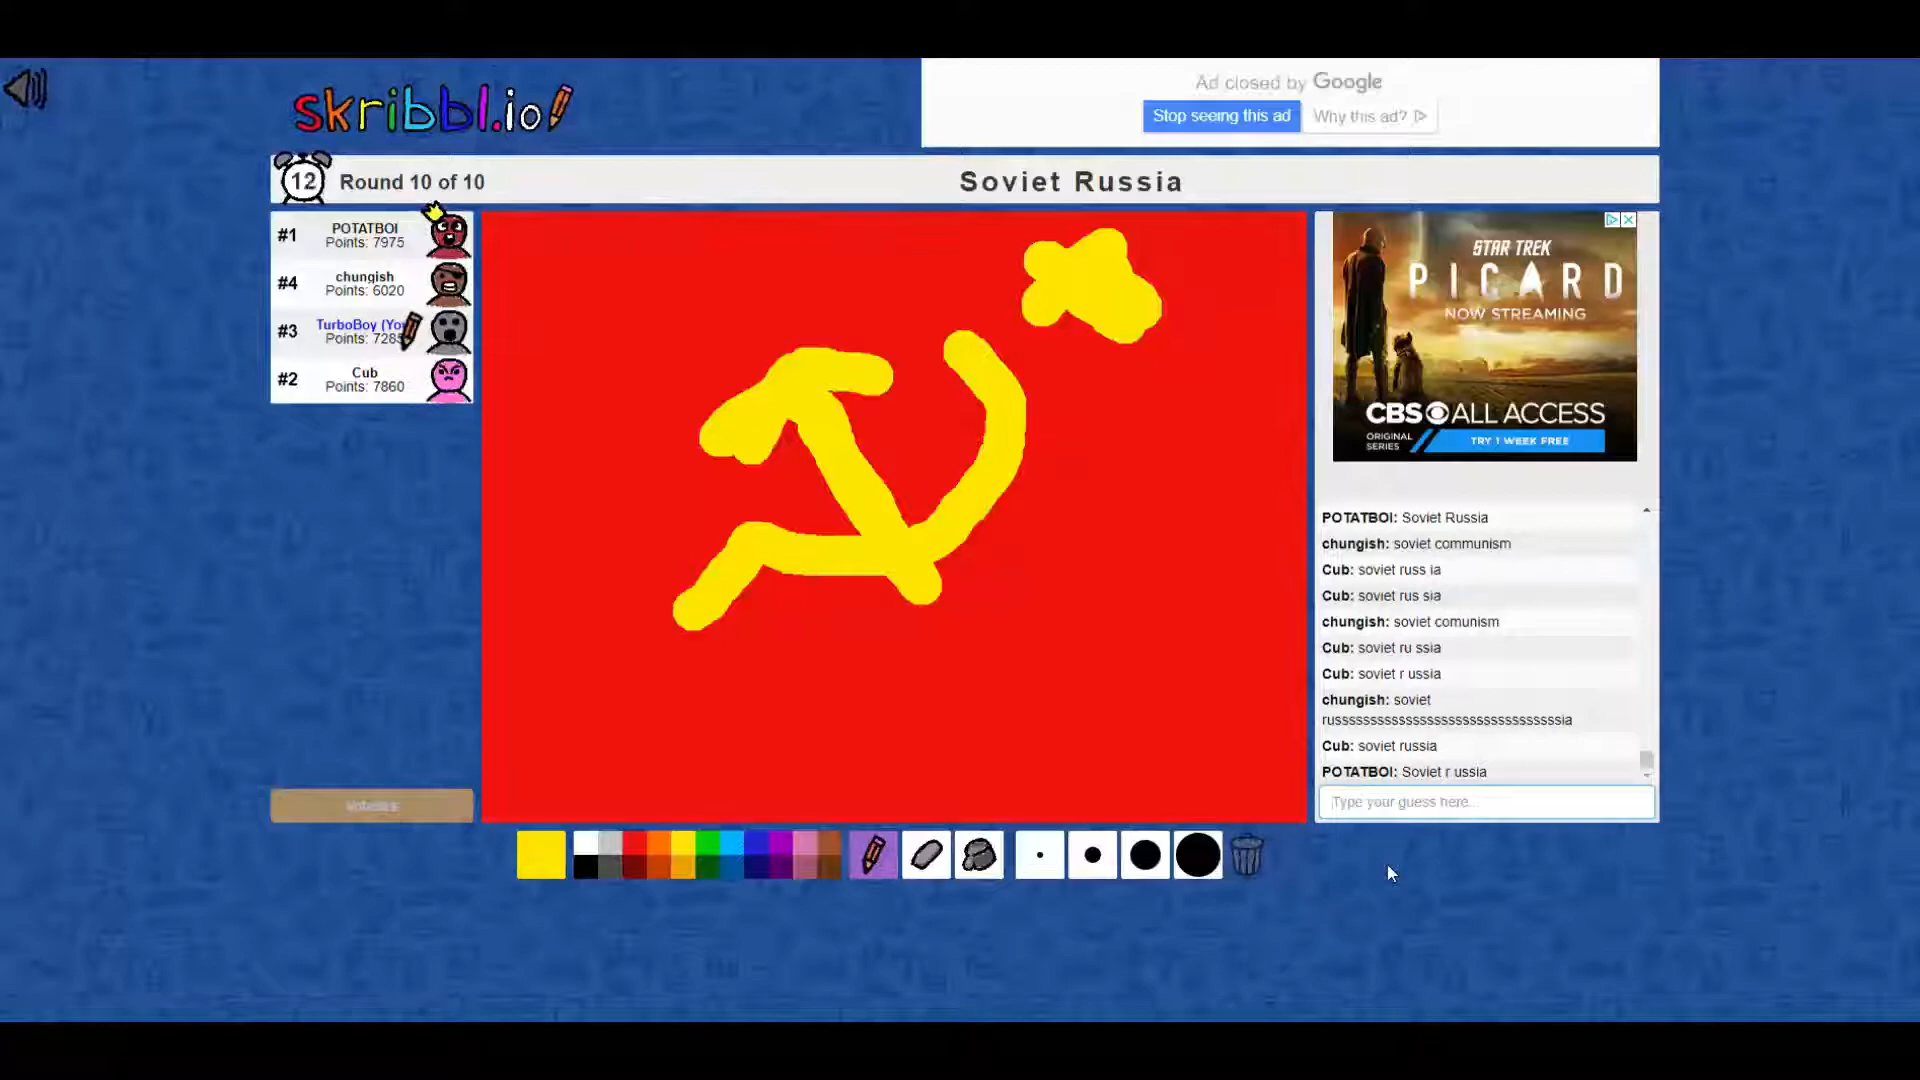 skribbl.io
Ad closed by Google
Stop seeing this ad
Why this ad?
12
Round 10 of 10
Soviet Russia
#1
POTATBOI
Points: 7975
#4
chungish
Points: 6020
#3
TurboBoy (You
Points: 7285
#2
Cub
Points: 7860
STAR TREK
PICARD
NOW STREAMING
CBS ALL ACCESS
ORIGINAL SERIES
TRY 1 WEEK FREE
POTATBOI: Soviet Russia
chungish: soviet communism
Cub: soviet russ ia
Cub: soviet rus sia
chungish: soviet comunism
Cub: soviet ru ssia
Cub: soviet r ussia
chungish: soviet
russsssssssssssssssssssssssssssssssia
Cub: soviet russia
POTATBOI: Soviet r ussia
Type your guess here...
Votekick